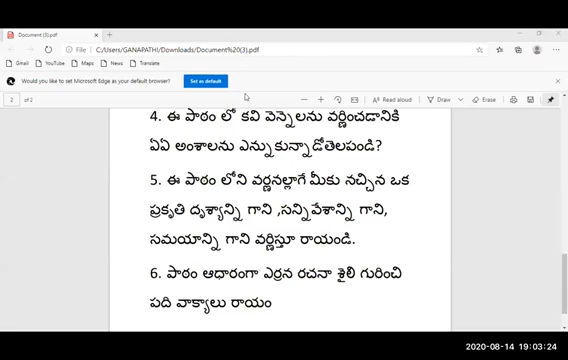 Document (3).pdf
File C:/Users/GANAPATHI/Downloads/Document%20(3).pdf
Gmail YouTube Maps News Translate
Would you like to set Microsoft Edge as your default browser? Set as default
2 of 2 Read aloud Draw Erase
4. ఈ పాఠం లో కవి వెన్నెలను వర్ణించడానికి
ఏఏ అంశాలను ఎన్నుకున్నాడోతెలపండి?
5. ఈ పాఠం లోని వర్ణనల్లాగే మీకు నచ్చిన ఒక
ప్రకృతి దృశ్యాన్ని గాని ,సన్నివేశాన్ని గాని,
సమయాన్ని గాని వర్ణిస్తూ రాయండి.
6. పాఠం ఆధారంగా ఎర్రన రచనా శైలి గురించి
పది వాక్యాలు రాయం
2020-08-14 19:03:24